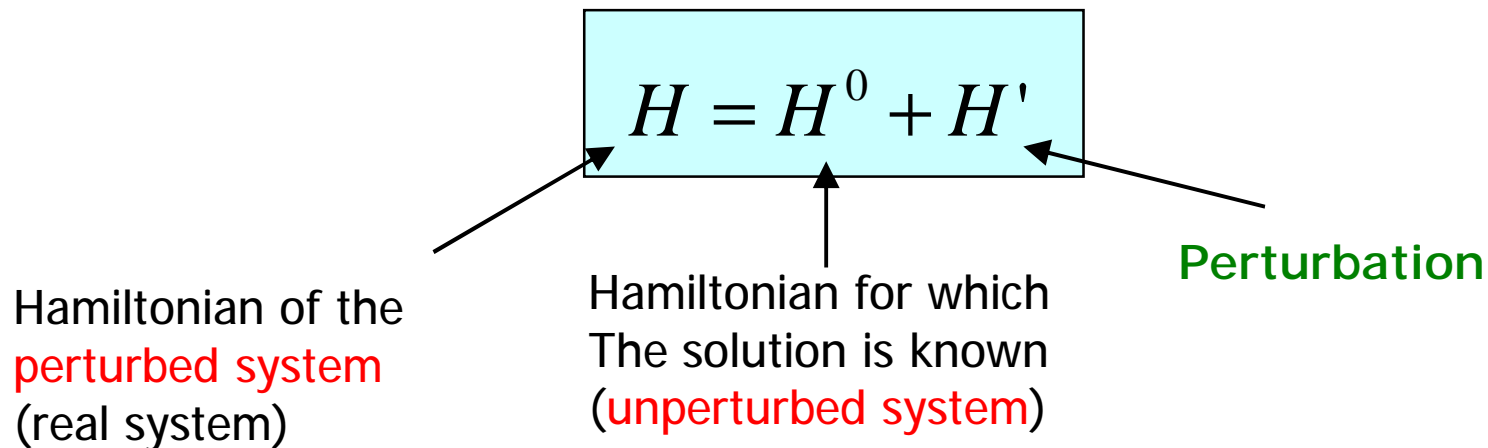 H = H⁰ + H'
Hamiltonian of the
perturbed system
(real system)
Hamiltonian for which
The solution is known
(unperturbed system)
Perturbation